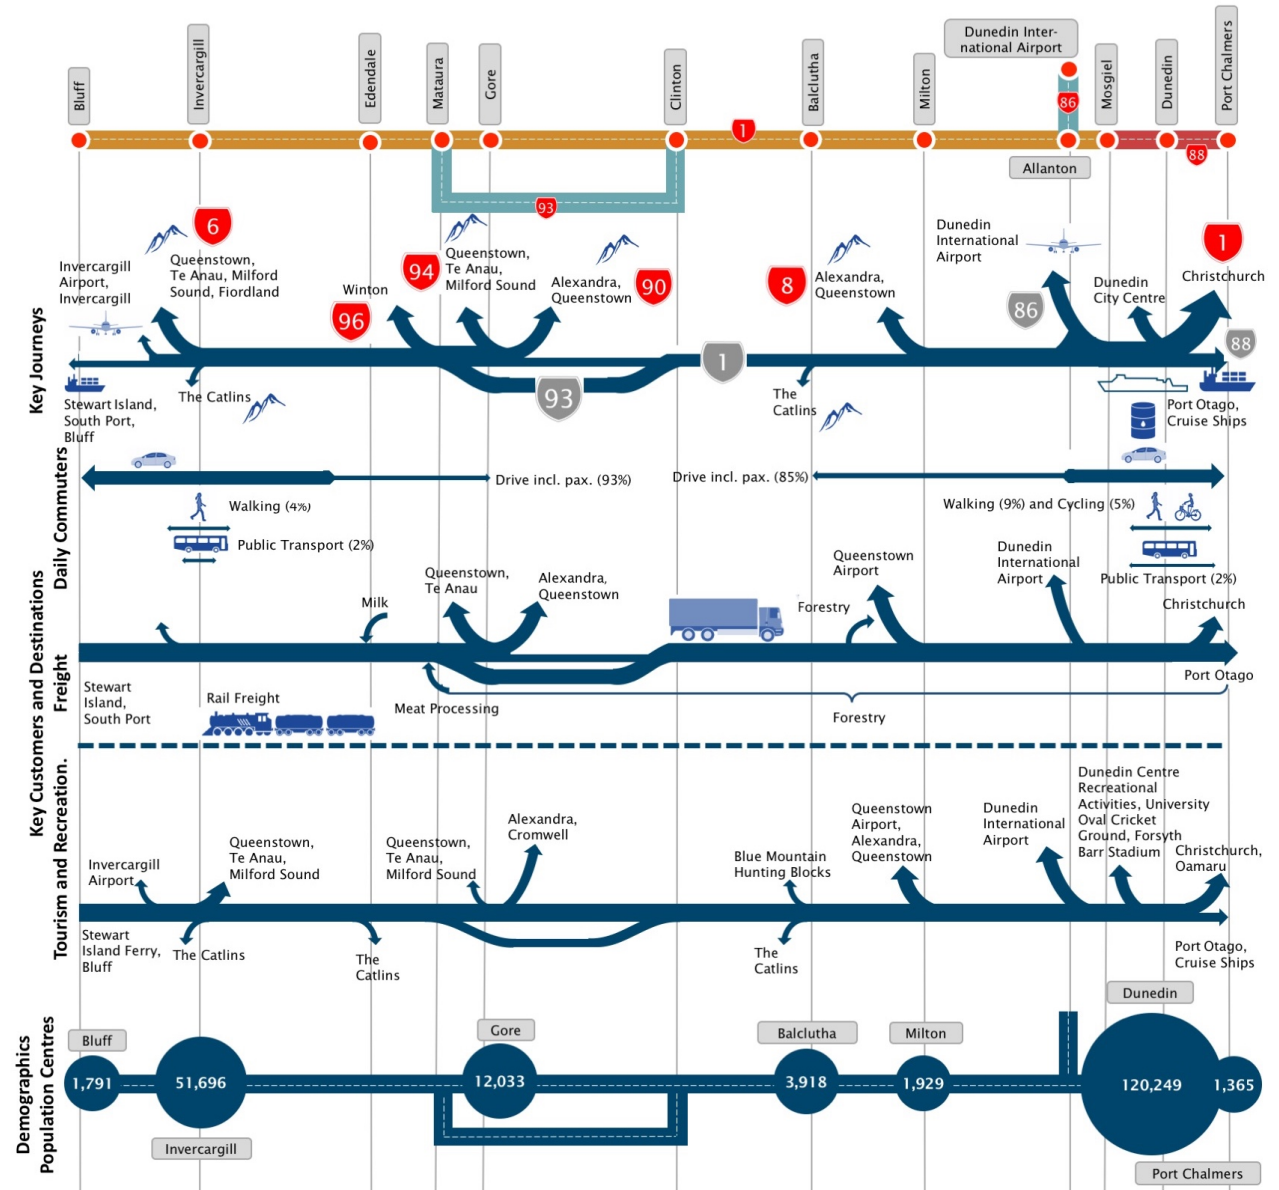 Bluff
Invercargill
Edendale
Mataura
Gore
Clinton
Balclutha
Milton
Dunedin Inter-
national Airport
Mosgiel
Dunedin
Port Chalmers
86
1
88
Allanton
93
Key Journeys
6
Queenstown,
Te Anau, Milford
Sound, Fiordland
Invercargill
Airport,
Invercargill
Winton
96
94
Queenstown,
Te Anau,
Milford Sound
Alexandra,
Queenstown
90
8
Alexandra,
Queenstown
Dunedin
International
Airport
86
Dunedin
City Centre
1
Christchurch
88
1
93
Stewart Island,
South Port,
Bluff
The Catlins
The
Catlins
Port Otago,
Cruise Ships
Daily Commuters
Drive incl. pax. (93%)
Drive incl. pax. (85%)
Walking (4%)
Walking (9%) and Cycling (5%)
Public Transport (2%)
Public Transport (2%)
Key Customers and Destinations
Freight
Milk
Queenstown,
Te Anau
Alexandra,
Queenstown
Queenstown
Airport
Forestry
Dunedin
International
Airport
Christchurch
Stewart
Island,
South Port
Rail Freight
Meat Processing
Forestry
Port Otago
Tourism and Recreation.
Invercargill
Airport
Queenstown,
Te Anau,
Milford Sound
Queenstown,
Te Anau,
Milford Sound
Alexandra,
Cromwell
Blue Mountain
Hunting Blocks
Queenstown
Airport,
Alexandra,
Queenstown
Dunedin
International
Airport
Dunedin Centre
Recreational
Activities, University
Oval Cricket
Ground, Forsyth
Barr Stadium
Christchurch,
Oamaru
Stewart
Island Ferry,
Bluff
The Catlins
The
Catlins
The
Catlins
Port Otago,
Cruise Ships
Demographics
Population Centres
Bluff
1,791
51,696
Invercargill
Gore
12,033
Balclutha
3,918
Milton
1,929
Dunedin
120,249
1,365
Port Chalmers